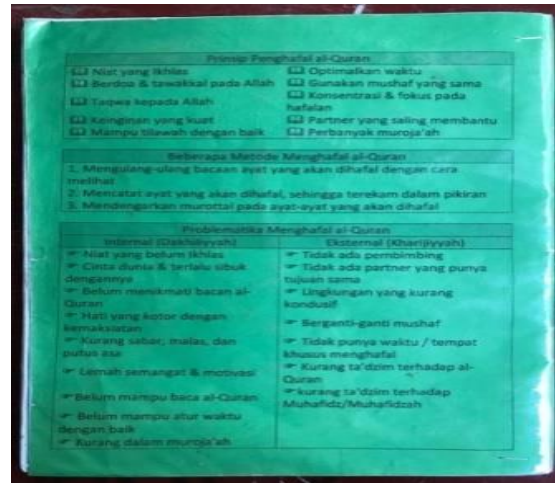 Prinsip Penghafal al-Quran
Niat yang ikhlas
Optimalkan waktu
Berdoa & tawakkal pada Allah
Gunakan mushaf yang sama
Taqwa kepada Allah
Konsentrasi & fokus pada
hafalan
Keinginan yang kuat
Partner yang saling membantu
Mampu tilawah dengan baik
Perbanyak muroja'ah
Beberapa Metode Menghafal al-Quran
1. Mengulang-ulang bacaan ayat yang akan dihafal dengan cara
melihat
2. Mencatat ayat yang akan dihafal, sehingga terekam dalam pikiran
3. Mendengarkan murottal pada ayat-ayat yang akan dihafal
Problematika Menghafal al-Quran
Internal (Dakhiliyyah)
Niat yang belum ikhlas
Cinta dunia & terlalu sibuk
dengannya
Belum menikmati bacan al-
Quran
Hati yang kotor dengan
kemaksiatan
Kurang sabar, malas, dan
putus asa
Lemah semangat & motivasi
Belum mampu baca al-Quran
Belum mampu atur waktu
dengan baik
Kurang dalam muroja'ah
Eksternal (Kharijiyyah)
Tidak ada pembimbing
Tidak ada partner yang punya
tujuan sama
Lingkungan yang kurang
kondusif
Berganti-ganti mushaf
Tidak punya waktu / tempat
khusus menghafal
Kurang ta'dzim terhadap al-
Quran
kurang ta'dzim terhadap
Muhafidz/Muhafidzah